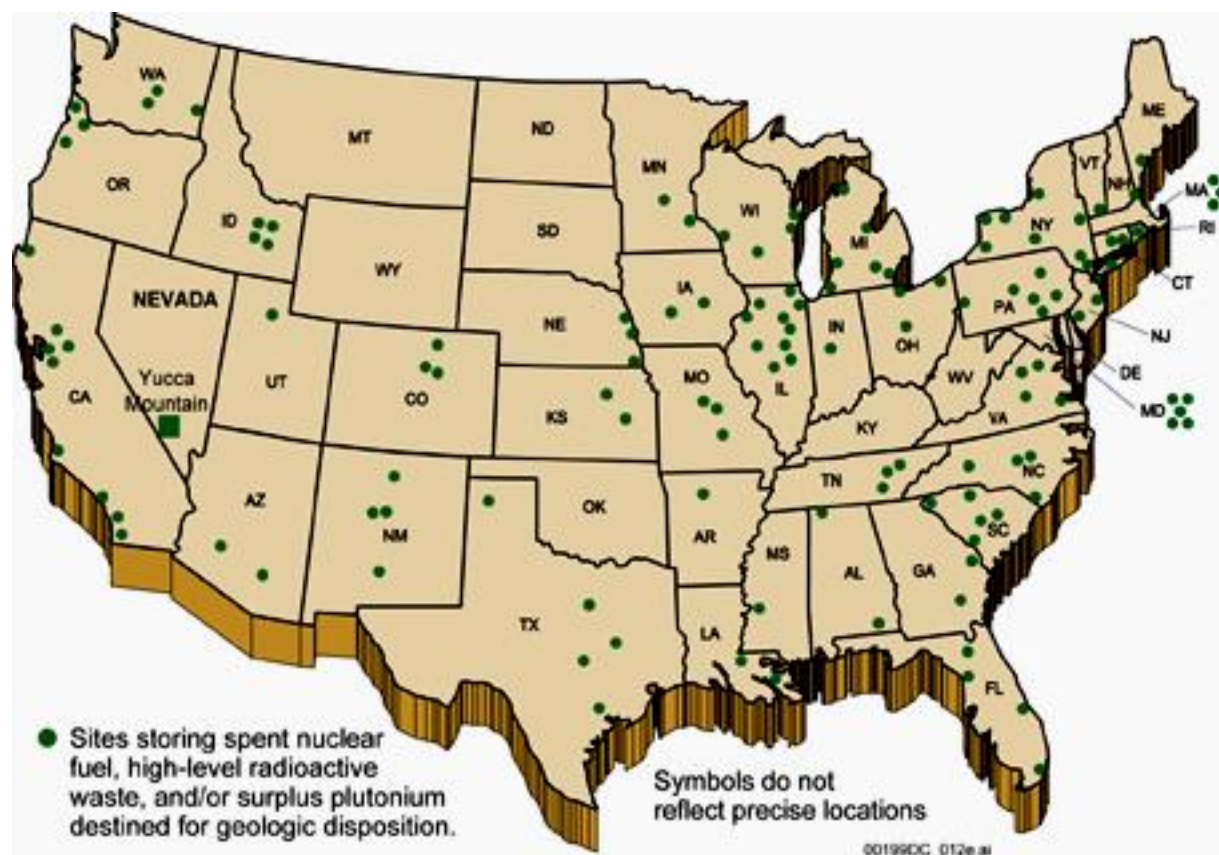 WA
MT
ND
MN
ME
VT
NH
MA
OR
ID
SD
WI
MI
NY
RI
WY
CT
NEVADA
NE
IA
PA
NJ
IN
OH
IL
DE
Yucca
Mountain
UT
CO
KS
MO
WV
VA
MD
CA
KY
AZ
NM
OK
TN
NC
AR
SC
MS
AL
GA
TX
LA
FL
Sites storing spent nuclear
fuel, high-level radioactive
waste, and/or surplus plutonium
destined for geologic disposition.
Symbols do not
reflect precise locations
00199DC_012e.ai